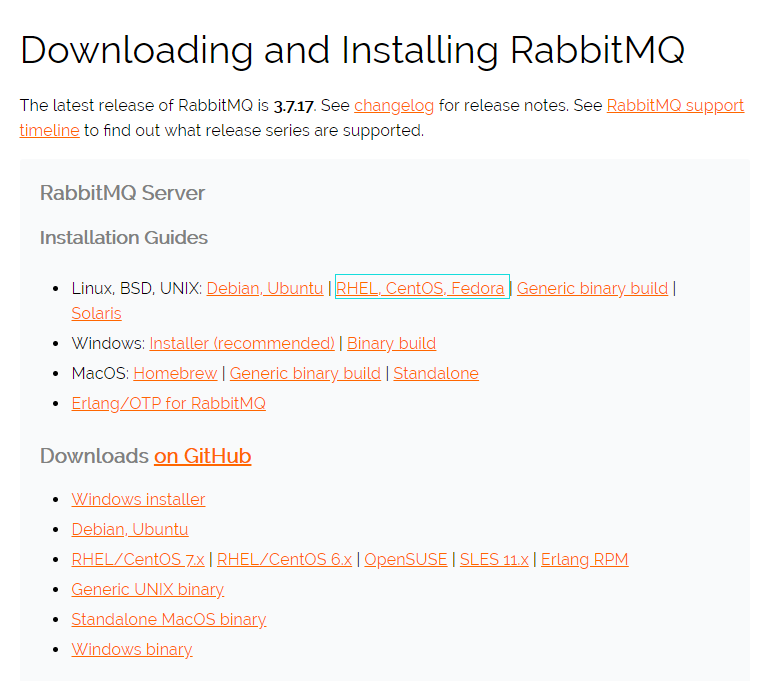 Downloading and Installing RabbitMQ
The latest release of RabbitMQ is 3.7.17. See changelog for release notes. See RabbitMQ support
timeline to find out what release series are supported.
RabbitMQ Server
Installation Guides
Linux, BSD, UNIX: Debian, Ubuntu | RHEL, CentOS, Fedora | Generic binary build |
Solaris
Windows: Installer (recommended) | Binary build
MacOS: Homebrew | Generic binary build | Standalone
Erlang/OTP for RabbitMQ
Downloads on GitHub
Windows installer
Debian, Ubuntu
RHEL/CentOS 7.x | RHEL/CentOS 6.x | OpenSUSE | SLES 11.x | Erlang RPM
Generic UNIX binary
Standalone MacOS binary
Windows binary